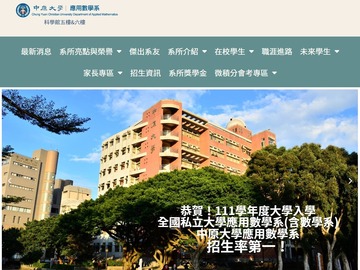 中原大學 應用數學系
Chung Yuan Christian University Department of Applied Mathematics
科學館五樓&六樓
最新消息 系所亮點與榮譽 傑出系友 系所介紹 在校學生 職涯進路 未來學生
家長專區 招生資訊 系所獎學金 微積分會考專區
恭賀！111學年度大學入學
全國私立大學應用數學系(含數學系)
中原大學應用數學系
招生率第一！